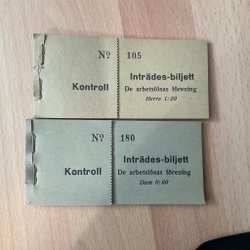 Nº 105
Inträdes-biljett
Kontroll De arbetslösas förening
Herre 1:20
Nº 180
Inträdes-biljett
Kontroll De arbetslösas förening
Dam 0:60